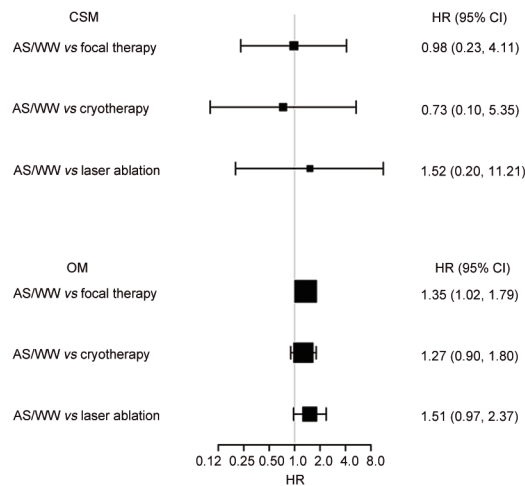 CSM HR (95% CI)
AS/WW vs focal therapy 0.98 (0.23, 4.11)
AS/WW vs cryotherapy 0.73 (0.10, 5.35)
AS/WW vs laser ablation 1.52 (0.20, 11.21)
OM HR (95% CI)
AS/WW vs focal therapy 1.35 (1.02, 1.79)
AS/WW vs cryotherapy 1.27 (0.90, 1.80)
AS/WW vs laser ablation 1.51 (0.97, 2.37)
0.12 0.25 0.50 1.0 2.0 4.0 8.0
HR